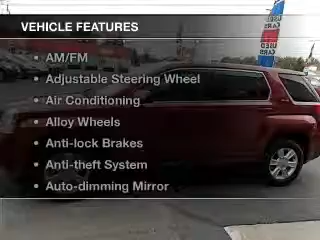 VEHICLE FEATURES
AM/FM
Adjustable Steering Wheel
Air Conditioning
Alloy Wheels
Anti-lock Brakes
Anti-theft System
Auto-dimming Mirror
USED